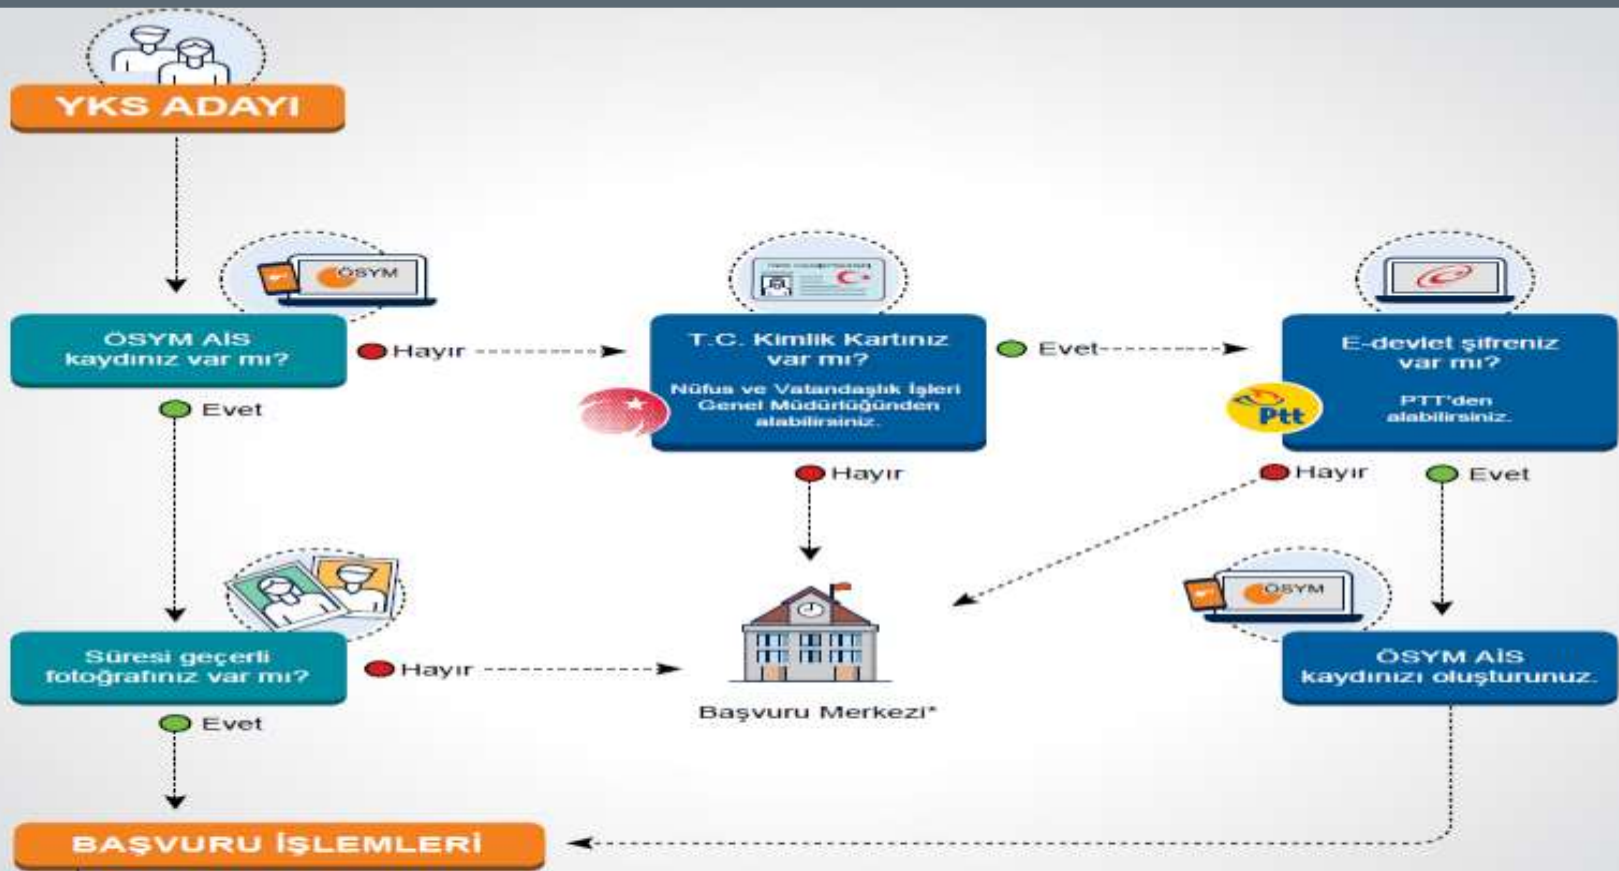 YKS ADAYI
ÖSYM
ÖSYM AİS
kaydınız var mı?
Hayır
Evet
T.C. Kimlik Kartınız
var mı?
Nüfus ve Vatandaşlık İşleri
Genel Müdürlüğünden
alabilirsiniz.
Evet
Hayır
E-devlet şifreniz
var mı?
PTT'den
alabilirsiniz.
Ptt
Hayır
Evet
ÖSYM
ÖSYM AİS
kaydınızı oluşturunuz.
Süresi geçerli
fotoğrafınız var mı?
Hayır
Evet
Başvuru Merkezi*
BAŞVURU İŞLEMLERİ